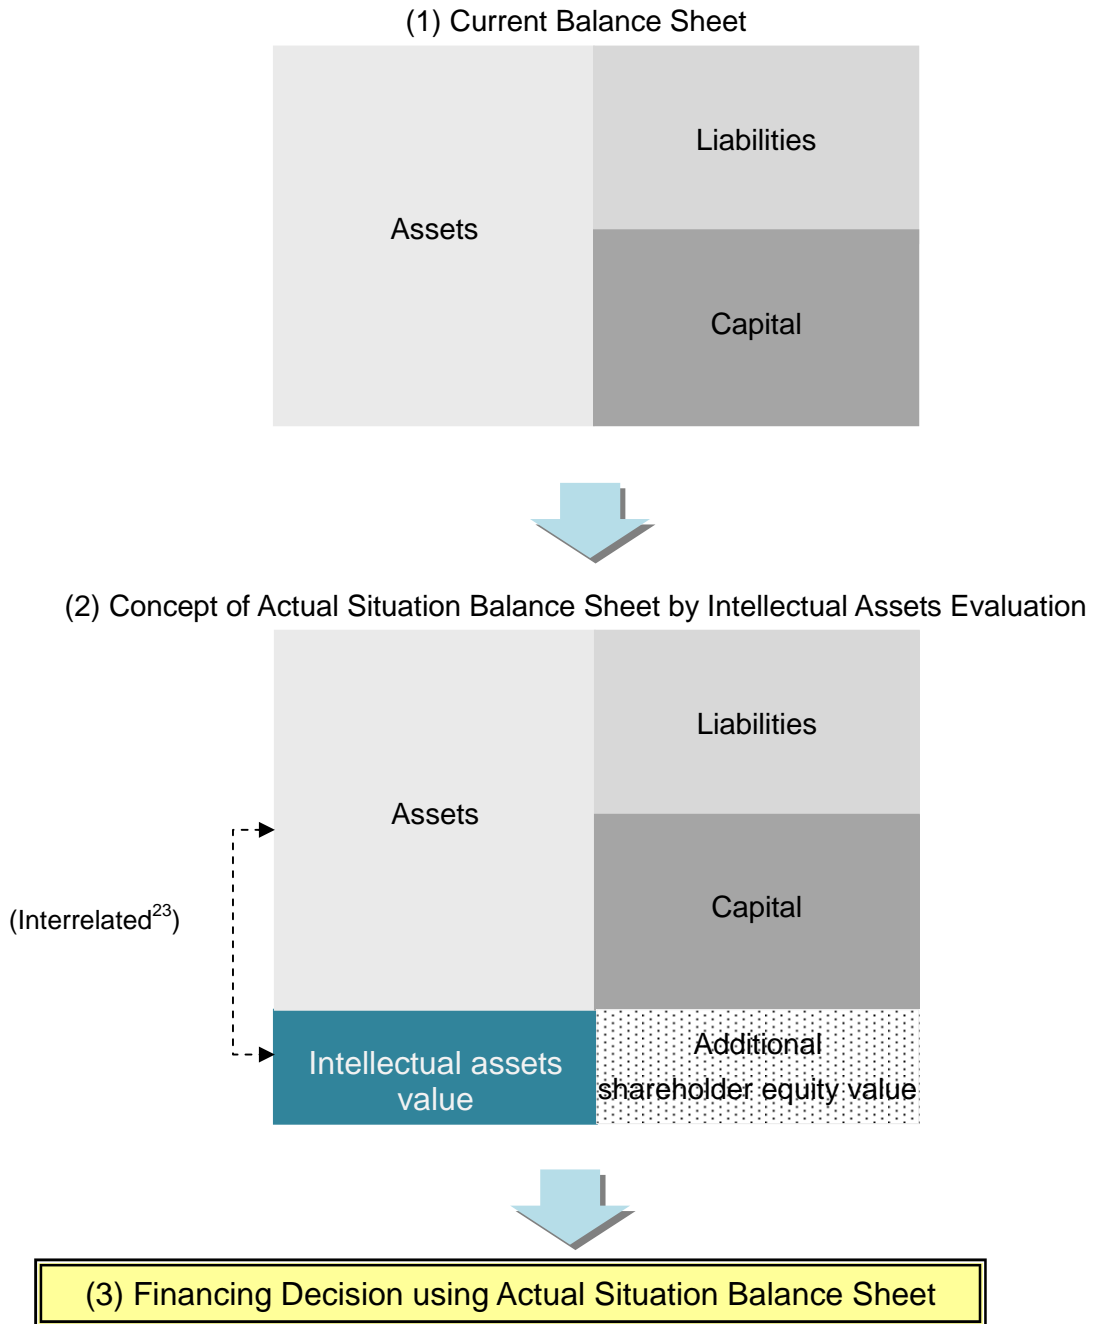 (1) Current Balance Sheet
Liabilities
Assets
Capital
(2) Concept of Actual Situation Balance Sheet by Intellectual Assets Evaluation
Liabilities
Assets
Capital
(Interrelated23)
Intellectual assets
value
Additional
shareholder equity value
(3) Financing Decision using Actual Situation Balance Sheet